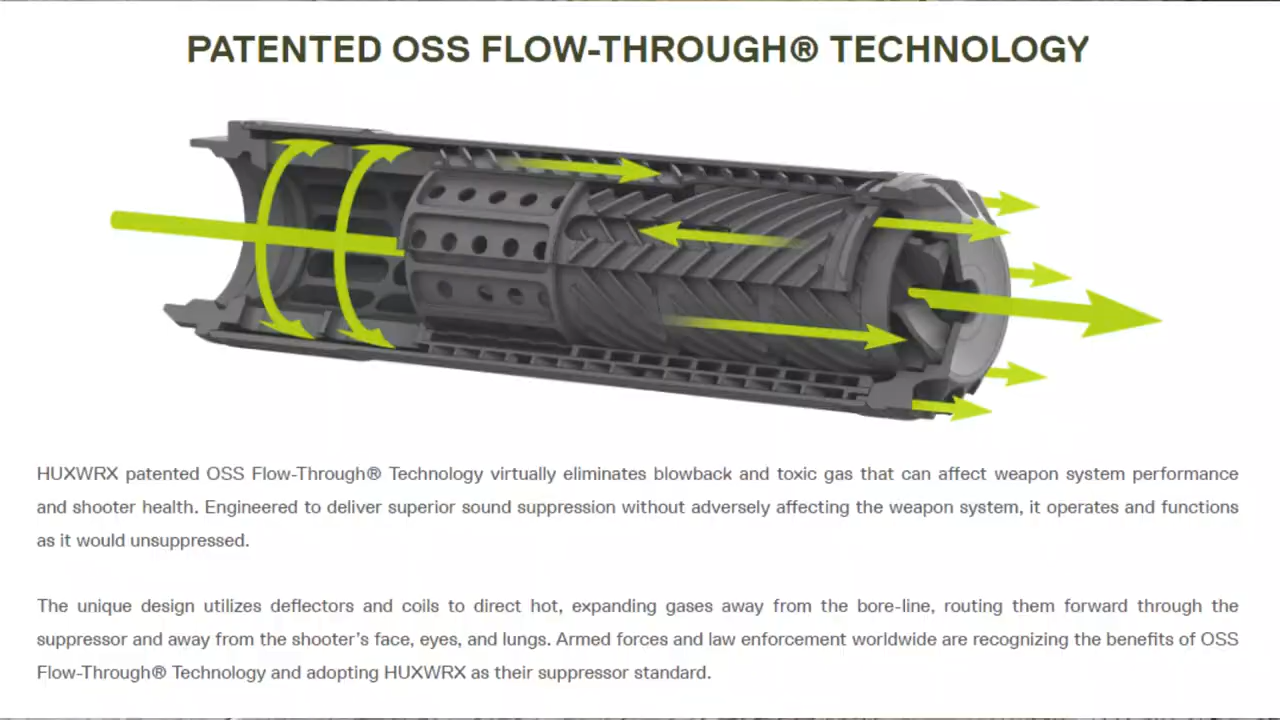 PATENTED OSS FLOW-THROUGH® TECHNOLOGY
HUXWRX patented OSS Flow-Through® Technology virtually eliminates blowback and toxic gas that can affect weapon system performance
and shooter health. Engineered to deliver superior sound suppression without adversely affecting the weapon system, it operates and functions
as it would unsuppressed.
The unique design utilizes deflectors and coils to direct hot, expanding gases away from the bore-line, routing them forward through the
suppressor and away from the shooter's face, eyes, and lungs. Armed forces and law enforcement worldwide are recognizing the benefits of OSS
Flow-Through® Technology and adopting HUXWRX as their suppressor standard.